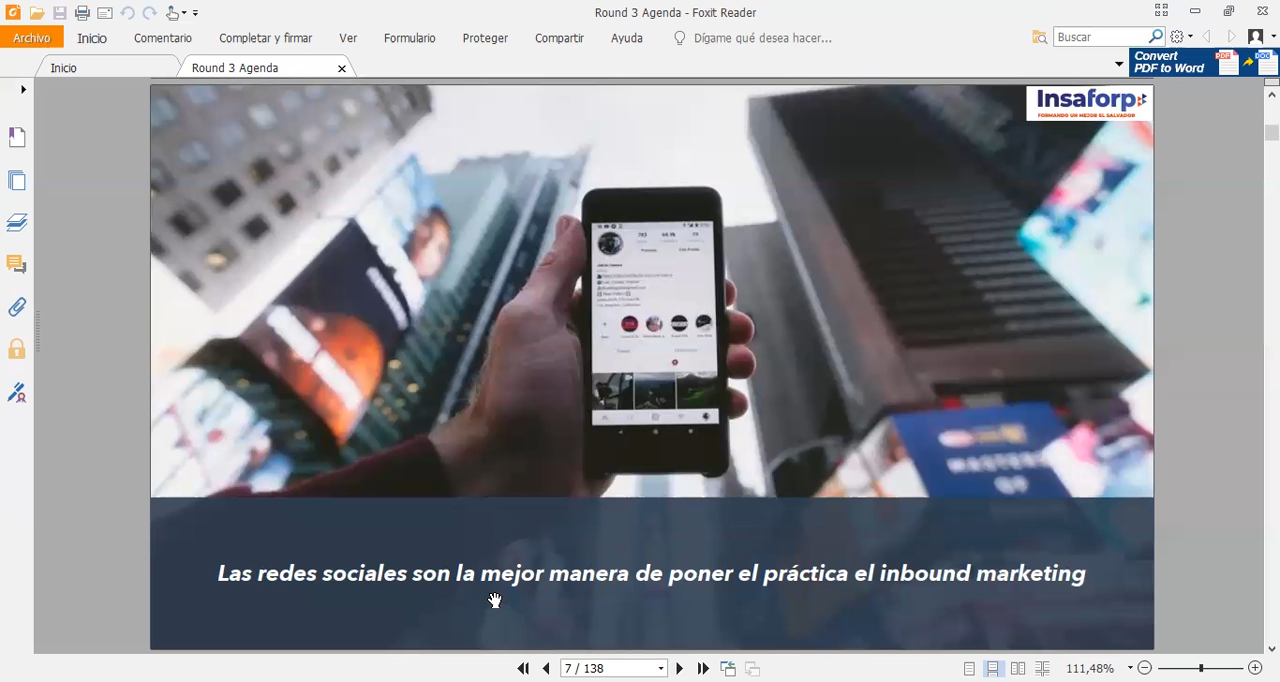 Round 3 Agenda - Foxit Reader
Archivo Inicio Comentario Completar y firmar Ver Formulario Proteger Compartir Ayuda Dígame qué desea hacer... Buscar
Inicio Round 3 Agenda
Convert
PDF to Word
PDF DOC
Insaforp
FORMANDO UN MEJOR EL SALVADOR
Las redes sociales son la mejor manera de poner el práctica el inbound marketing
7 / 138 111,48%